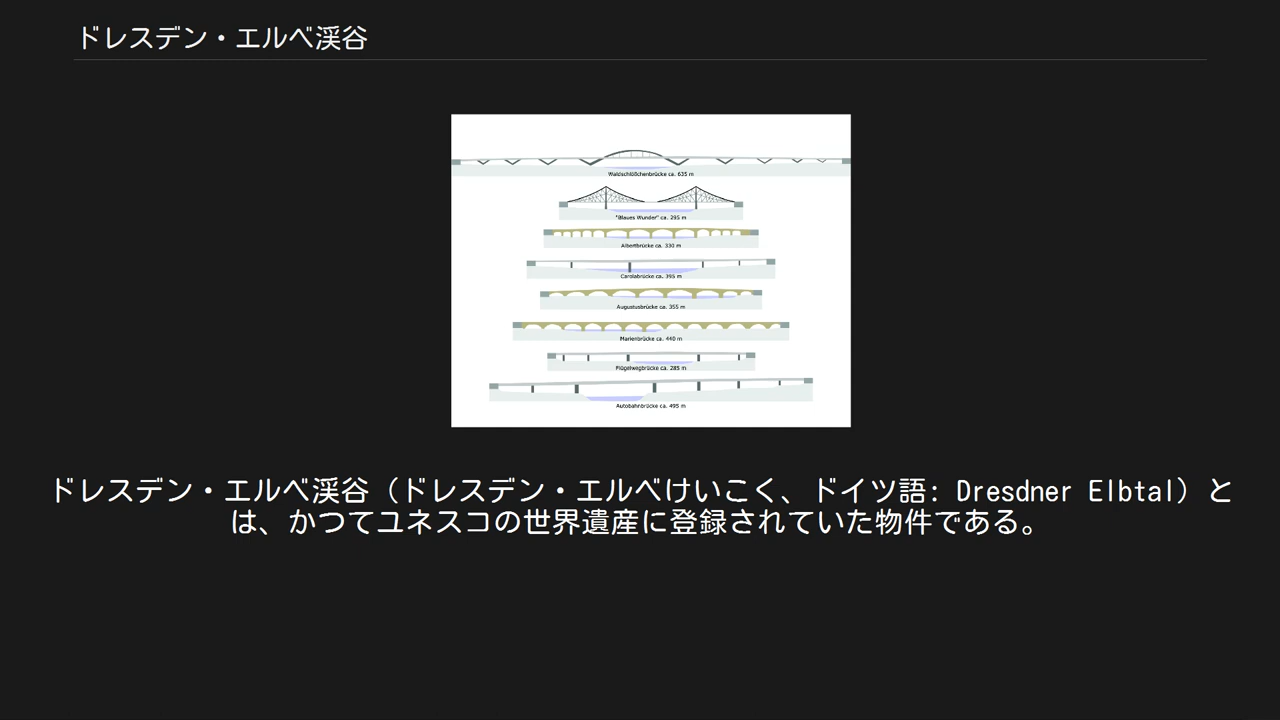 ドレスデン・エルベ渓谷
Waldschlößchenbrücke ca. 635 m
"Blaues Wunder" ca. 295 m
Albertbrücke ca. 330 m
Carolabrücke ca. 395 m
Augustusbrücke ca. 355 m
Marienbrücke ca. 440 m
Flügelwegbrücke ca. 285 m
Autobahnbrücke ca. 495 m
ドレスデン・エルベ渓谷（ドレスデン・エルベけいこく、ドイツ語: Dresdner Elbtal）と
は、かつてユネスコの世界遺産に登録されていた物件である。